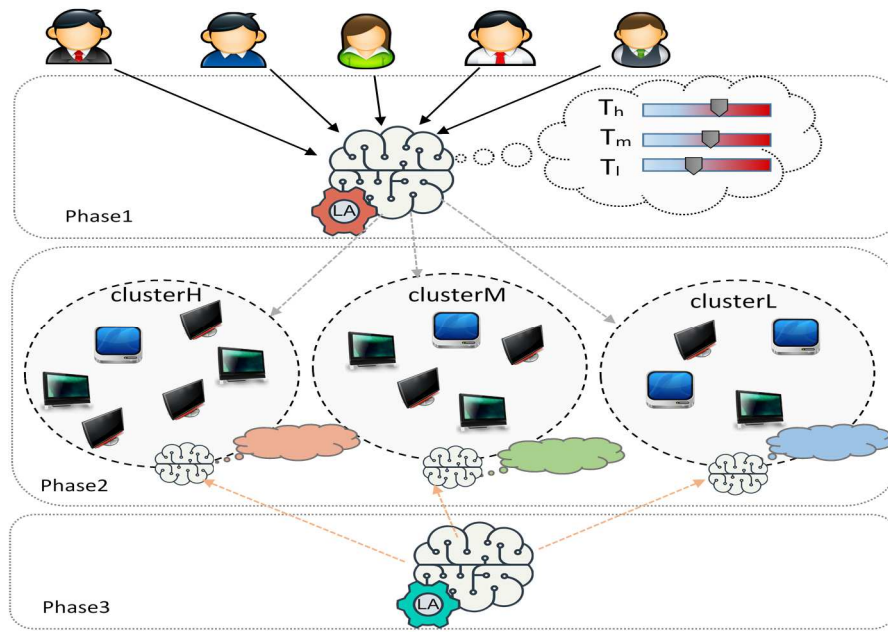 Th
Tm
Tl
LA
Phase1
clusterH
clusterM
clusterL
Phase2
LA
Phase3